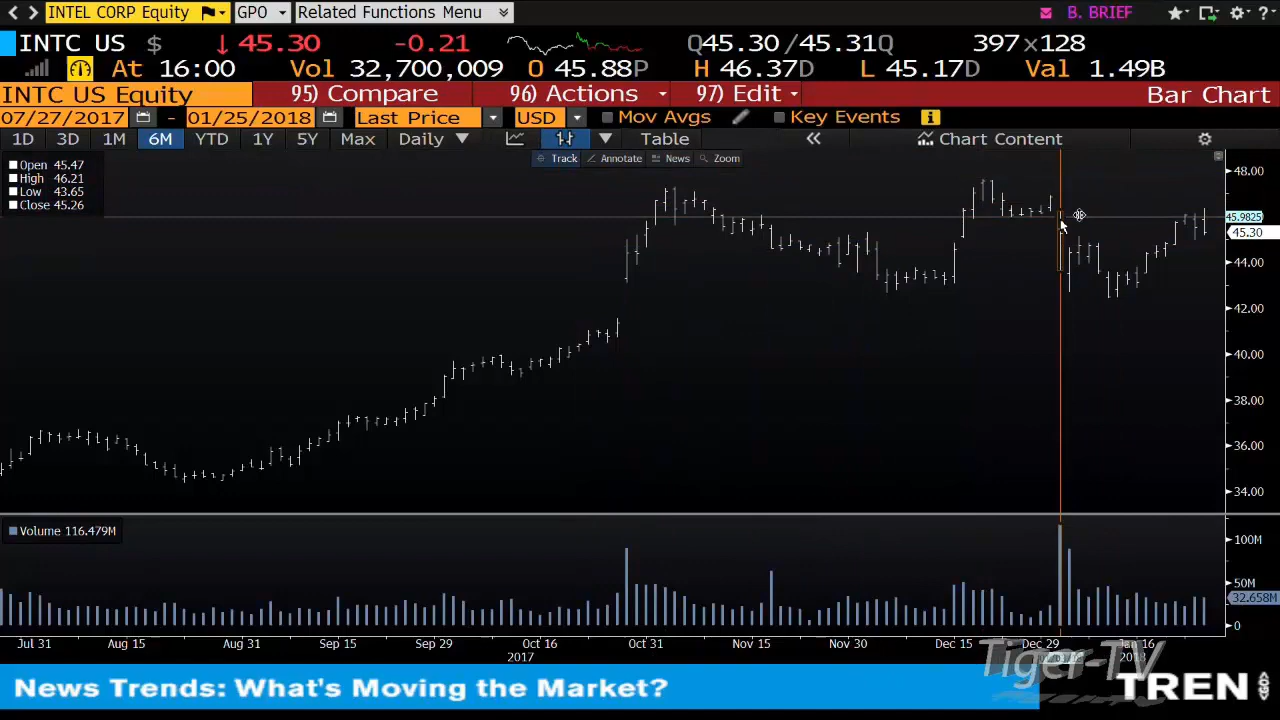 INTEL CORP Equity GPO Related Functions Menu B. BRIEF ?
INTC US $ ↓ 45.30 -0.21 Q45.30 /45.31Q 397×128
At 16:00 Vol 32,700,009 O 45.88P H 46.37D L 45.17D Val 1.49B
INTC US Equity 95) Compare 96) Actions 97) Edit Bar Chart
07/27/2017 - 01/25/2018 Last Price USD Mov Avgs Key Events i
1D 3D 1M 6M YTD 1Y 5Y Max Daily Table « Chart Content
Track Annotate News Zoom
Open 45.47
High 46.21
Low 43.65
Close 45.26
48.00
45.9825
45.30
44.00
42.00
40.00
38.00
36.00
34.00
Volume 116.479M
100M
50M
32.658M
0
Jul 31 Aug 15 Aug 31 Sep 15 Sep 29 Oct 16 Oct 31 Nov 15 Nov 30 Dec 15 Dec 29 Jan 16
2017 2018
Tiger-TV
News Trends: What's Moving the Market? TREN